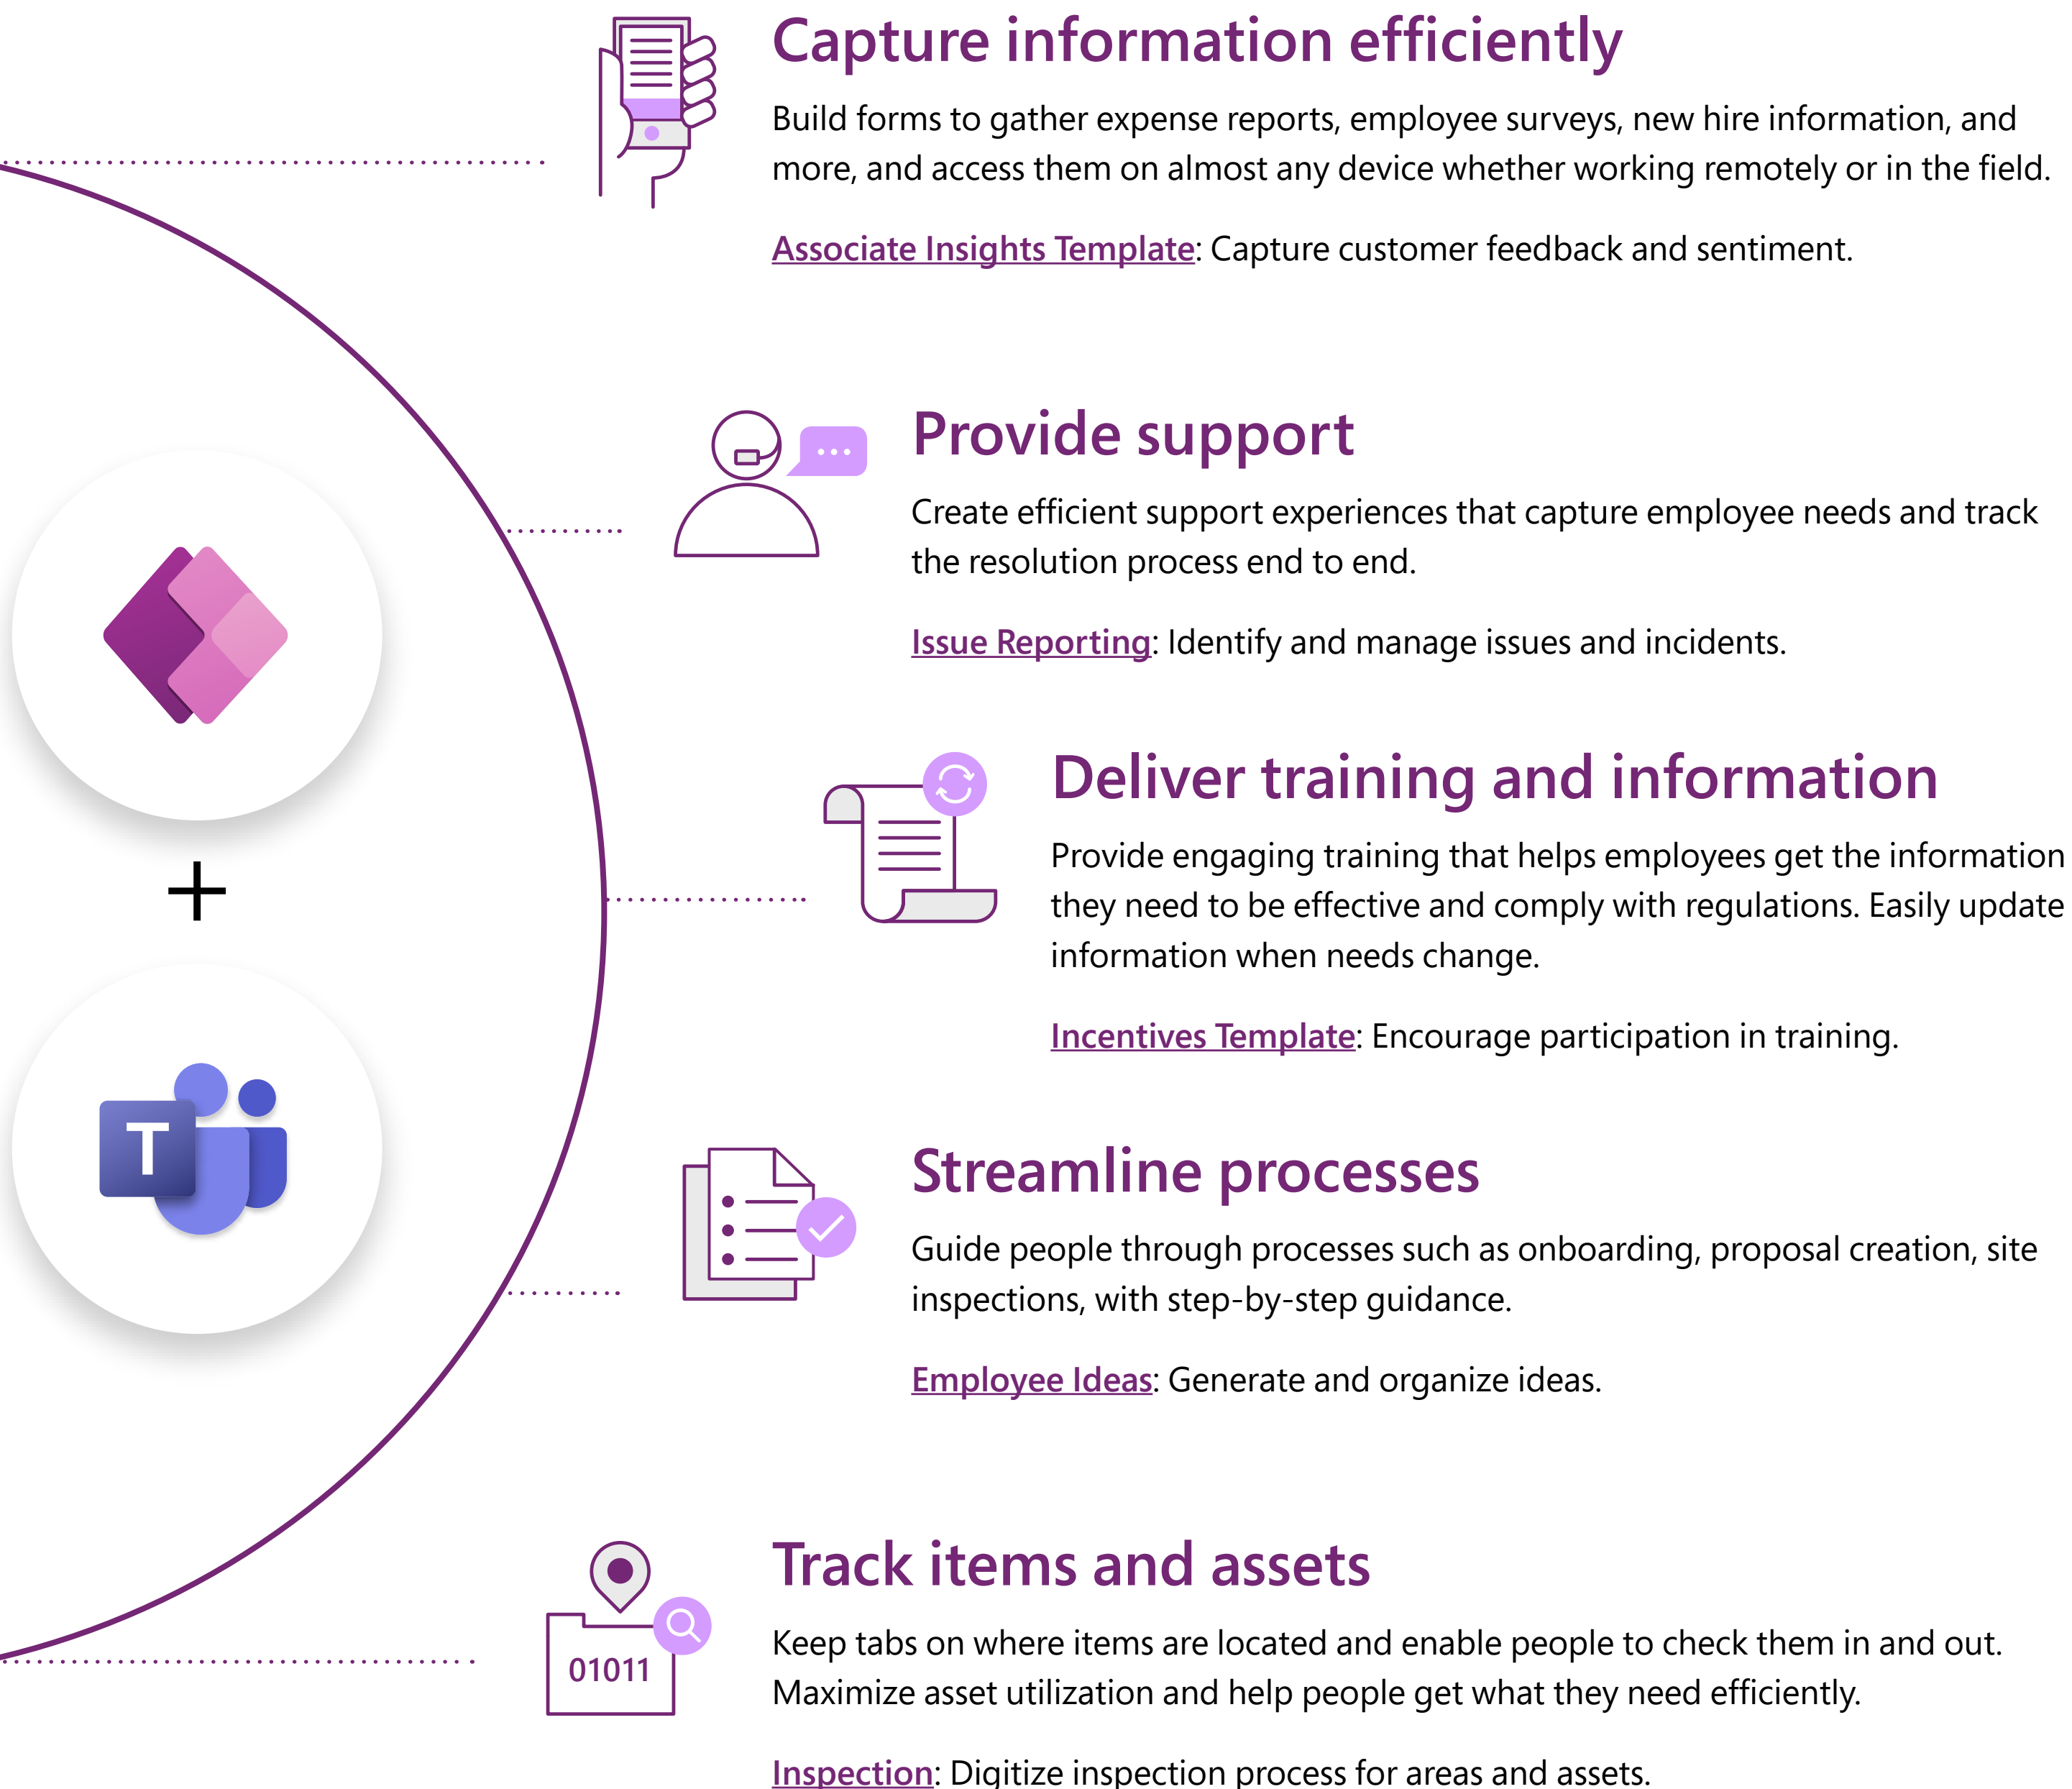 Capture information efficiently
Build forms to gather expense reports, employee surveys, new hire information, and
more, and access them on almost any device whether working remotely or in the field.
Associate Insights Template: Capture customer feedback and sentiment.
Provide support
Create efficient support experiences that capture employee needs and track
the resolution process end to end.
Issue Reporting: Identify and manage issues and incidents.
Deliver training and information
Provide engaging training that helps employees get the information
they need to be effective and comply with regulations. Easily update
information when needs change.
Incentives Template: Encourage participation in training.
+
T
Streamline processes
Guide people through processes such as onboarding, proposal creation, site
inspections, with step-by-step guidance.
Employee Ideas: Generate and organize ideas.
Track items and assets
01011
Keep tabs on where items are located and enable people to check them in and out.
Maximize asset utilization and help people get what they need efficiently.
Inspection: Digitize inspection process for areas and assets.